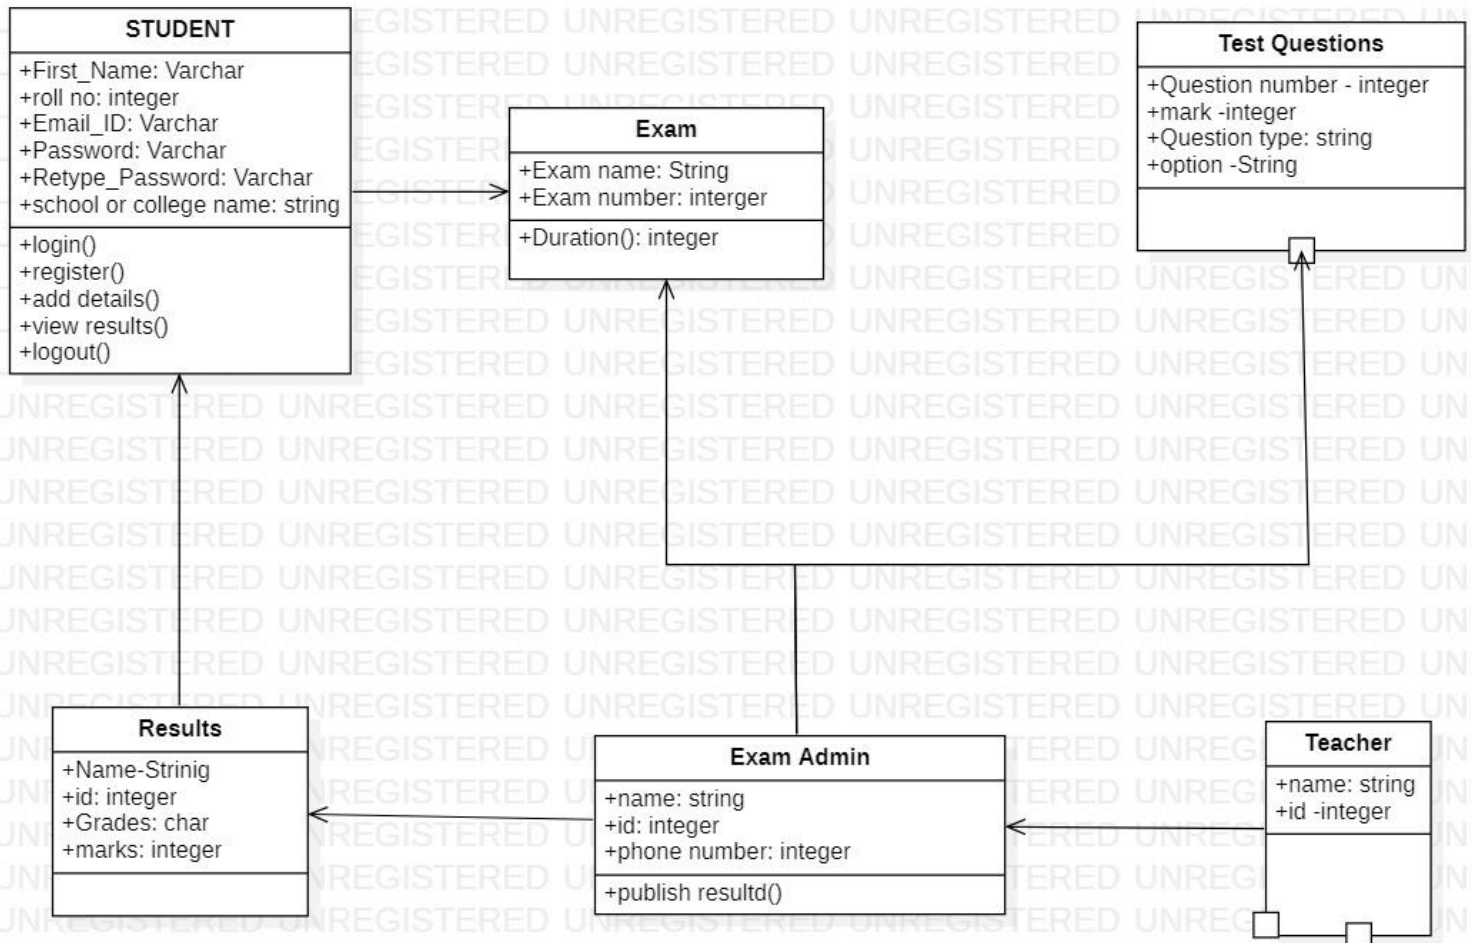 STUDENT
+First_Name: Varchar
+roll no: integer
+Email_ID: Varchar
+Password: Varchar
+Retype_Password: Varchar
+school or college name: string
+login()
+register()
+add details()
+view results()
+logout()
Exam
+Exam name: String
+Exam number: interger
+Duration(): integer
Test Questions
+Question number - integer
+mark -integer
+Question type: string
+option -String
Results
+Name-Strinig
+id: integer
+Grades: char
+marks: integer
Exam Admin
+name: string
+id: integer
+phone number: integer
+publish resultd()
Teacher
+name: string
+id -integer
UNREGISTERED